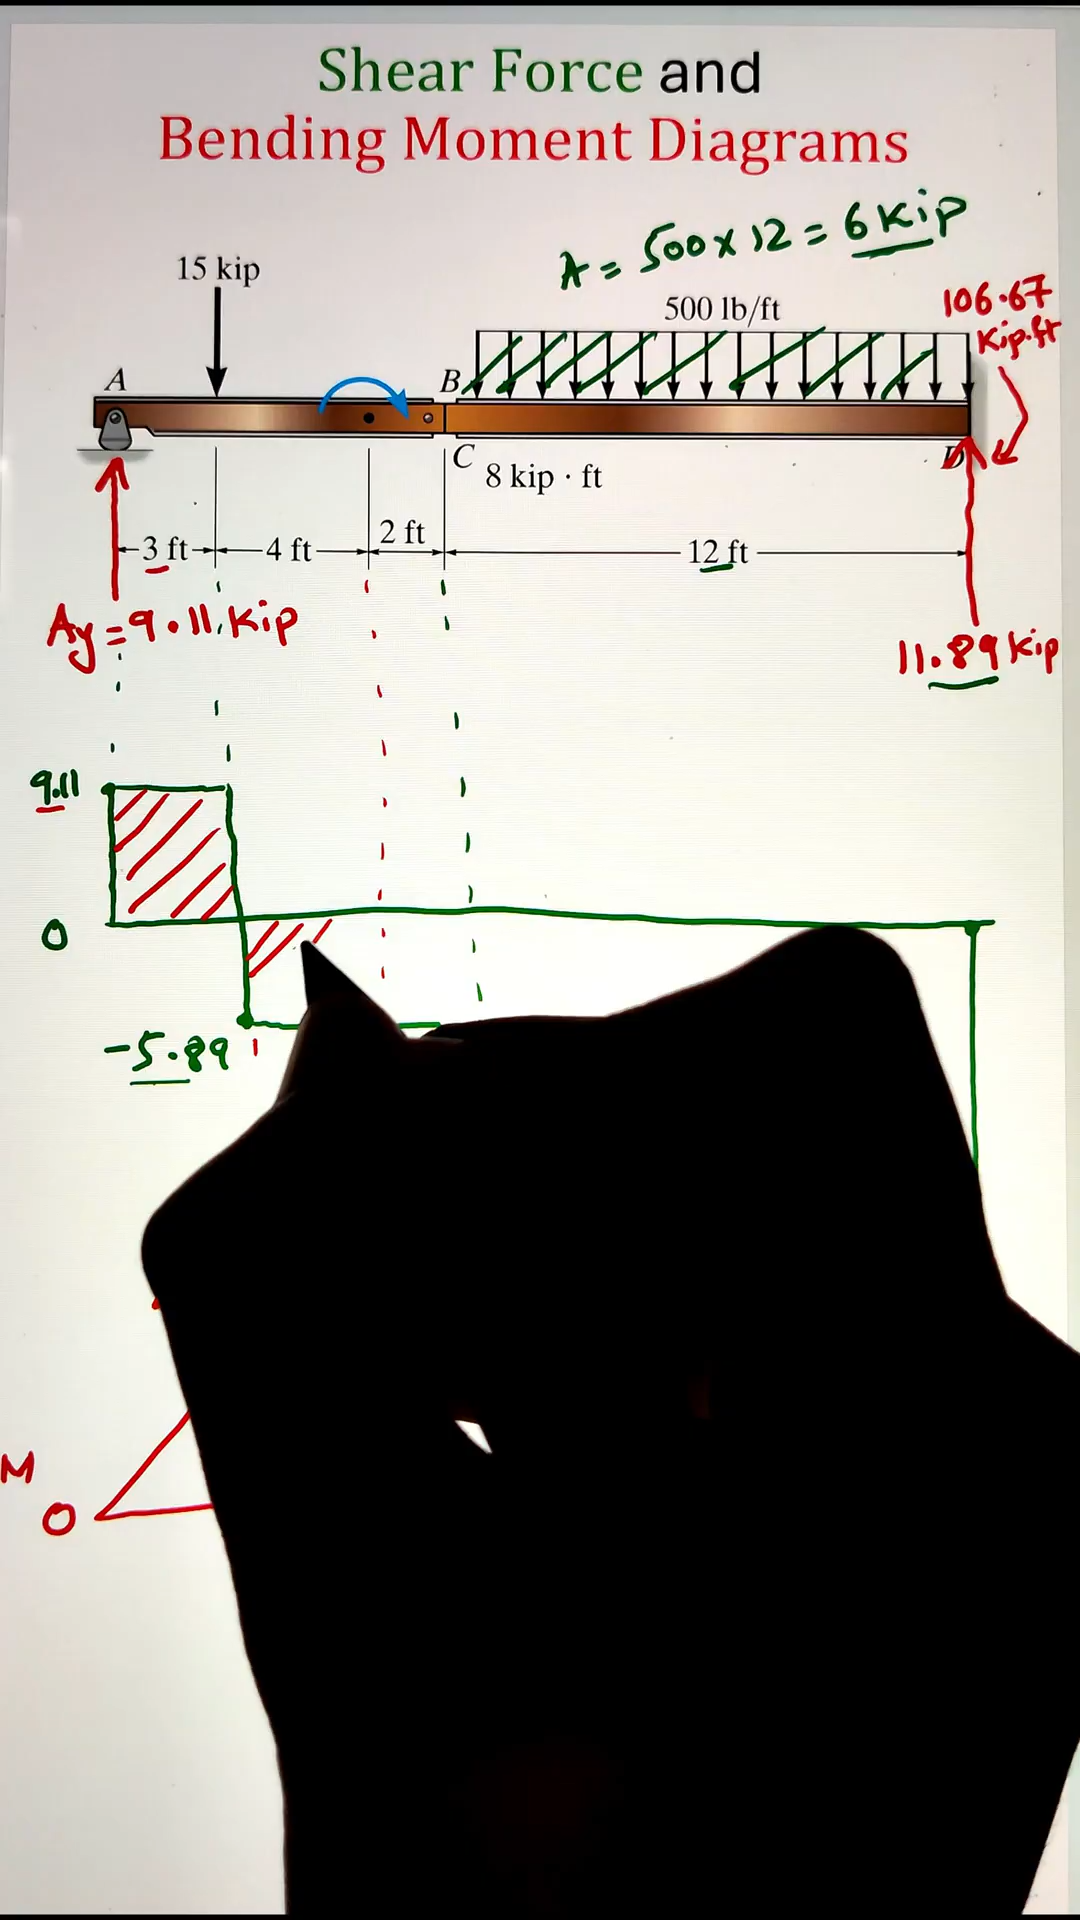 Shear Force and
Bending Moment Diagrams
A = 500 x 12 = 6 Kip
15 kip
500 lb/ft
106.67
Kip.ft
A
B
C
8 kip · ft
D
3 ft
4 ft
2 ft
12 ft
Ay = 9.11 Kip
11.89 Kip
9.11
0
-5.89
M
0